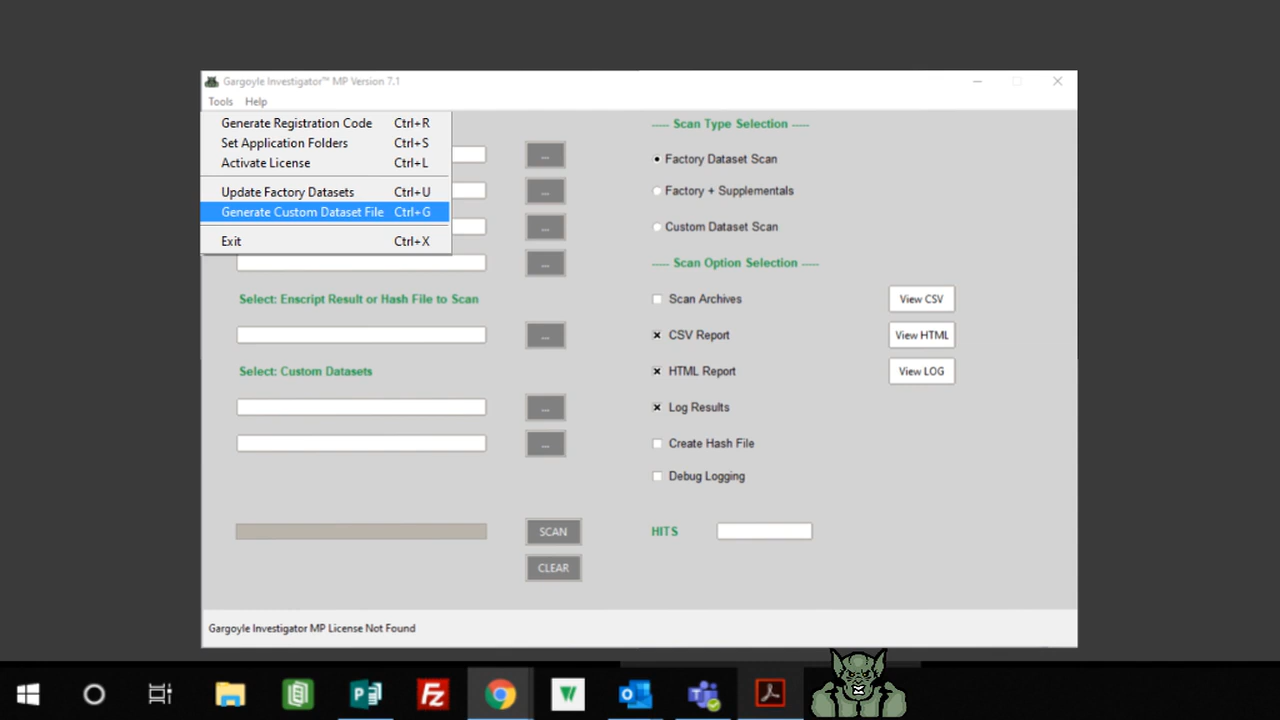 Gargoyle Investigator™ MP Version 7.1
Tools Help
Generate Registration Code Ctrl+R
Set Application Folders Ctrl+S
Activate License Ctrl+L
Update Factory Datasets Ctrl+U
Generate Custom Dataset File Ctrl+G
Exit Ctrl+X
...
...
...
...
Select: Enscript Result or Hash File to Scan
...
Select: Custom Datasets
...
...
SCAN
CLEAR
----- Scan Type Selection -----
Factory Dataset Scan
Factory + Supplementals
Custom Dataset Scan
----- Scan Option Selection -----
Scan Archives View CSV
CSV Report View HTML
HTML Report View LOG
Log Results
Create Hash File
Debug Logging
HITS
Gargoyle Investigator MP License Not Found